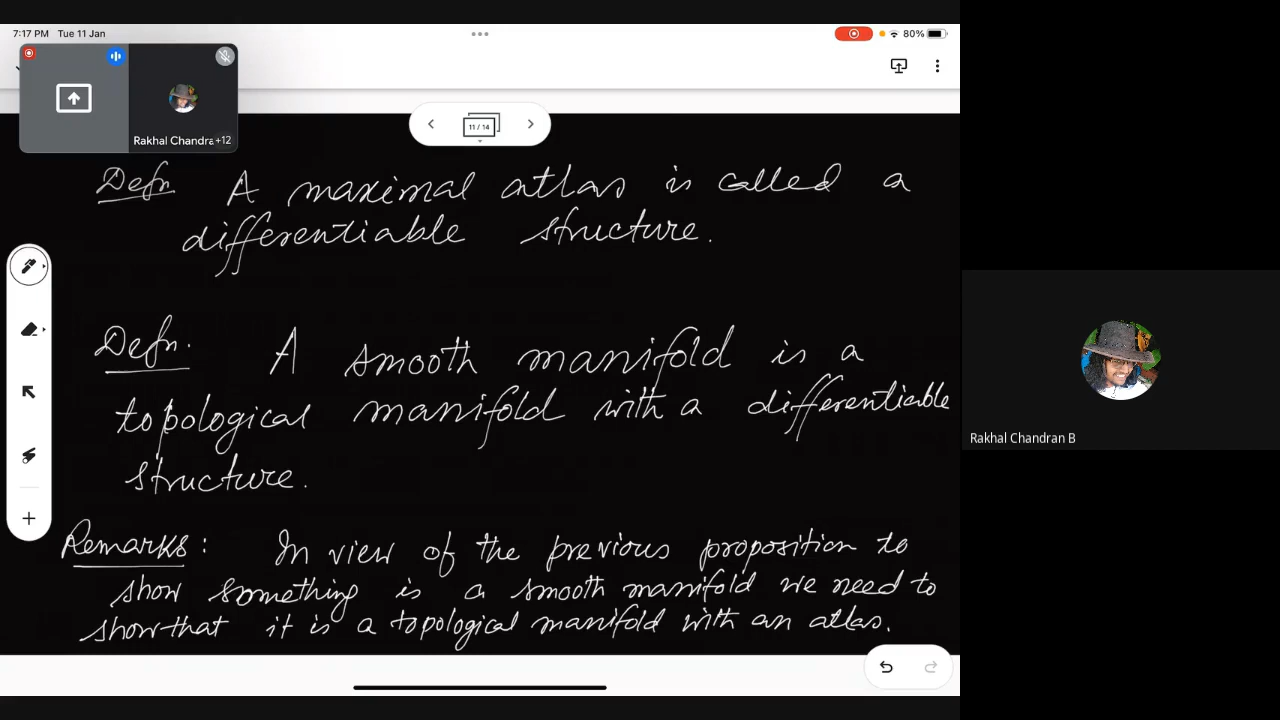 7:17 PM Tue 11 Jan
80%
Rakhal Chandra +12
11 / 14
Defn A maximal atlas is called a
differentiable structure.
Defn. A smooth manifold is a
topological manifold with a differentiable
structure.
Remarks: In view of the previous proposition to
show something is a smooth manifold we need to
show that it is a topological manifold with an atlas.
Rakhal Chandran B